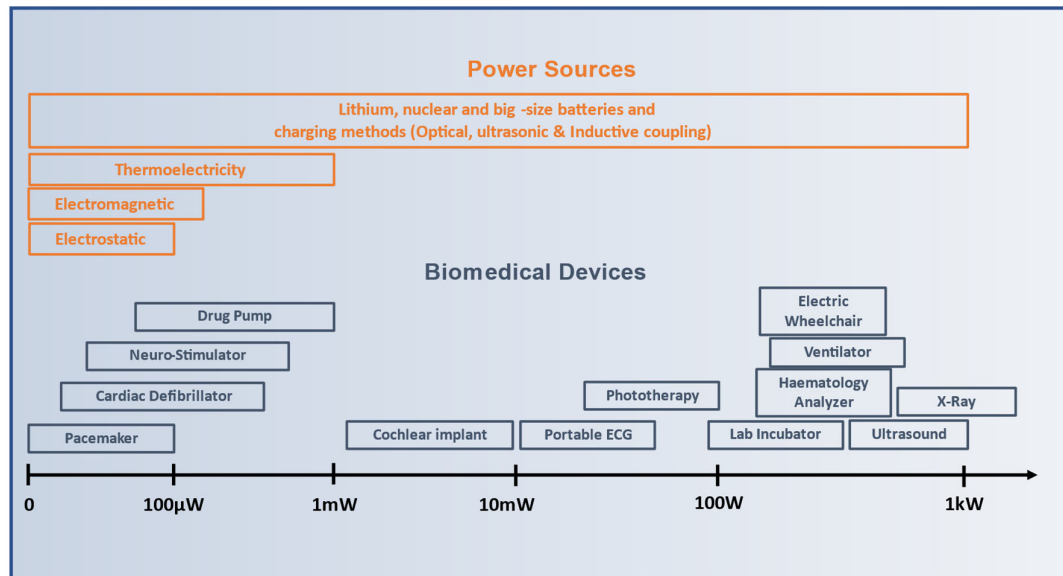 Power Sources
Lithium, nuclear and big -size batteries and
charging methods (Optical, ultrasonic & Inductive coupling)
Thermoelectricity
Electromagnetic
Electrostatic
Biomedical Devices
Electric
Wheelchair
Drug Pump
Neuro-Stimulator
Ventilator
Cardiac Defibrillator
Phototherapy
Haematology
Analyzer
X-Ray
Pacemaker
Cochlear implant
Portable ECG
Lab Incubator
Ultrasound
0
100µW
1mW
10mW
100W
1kW